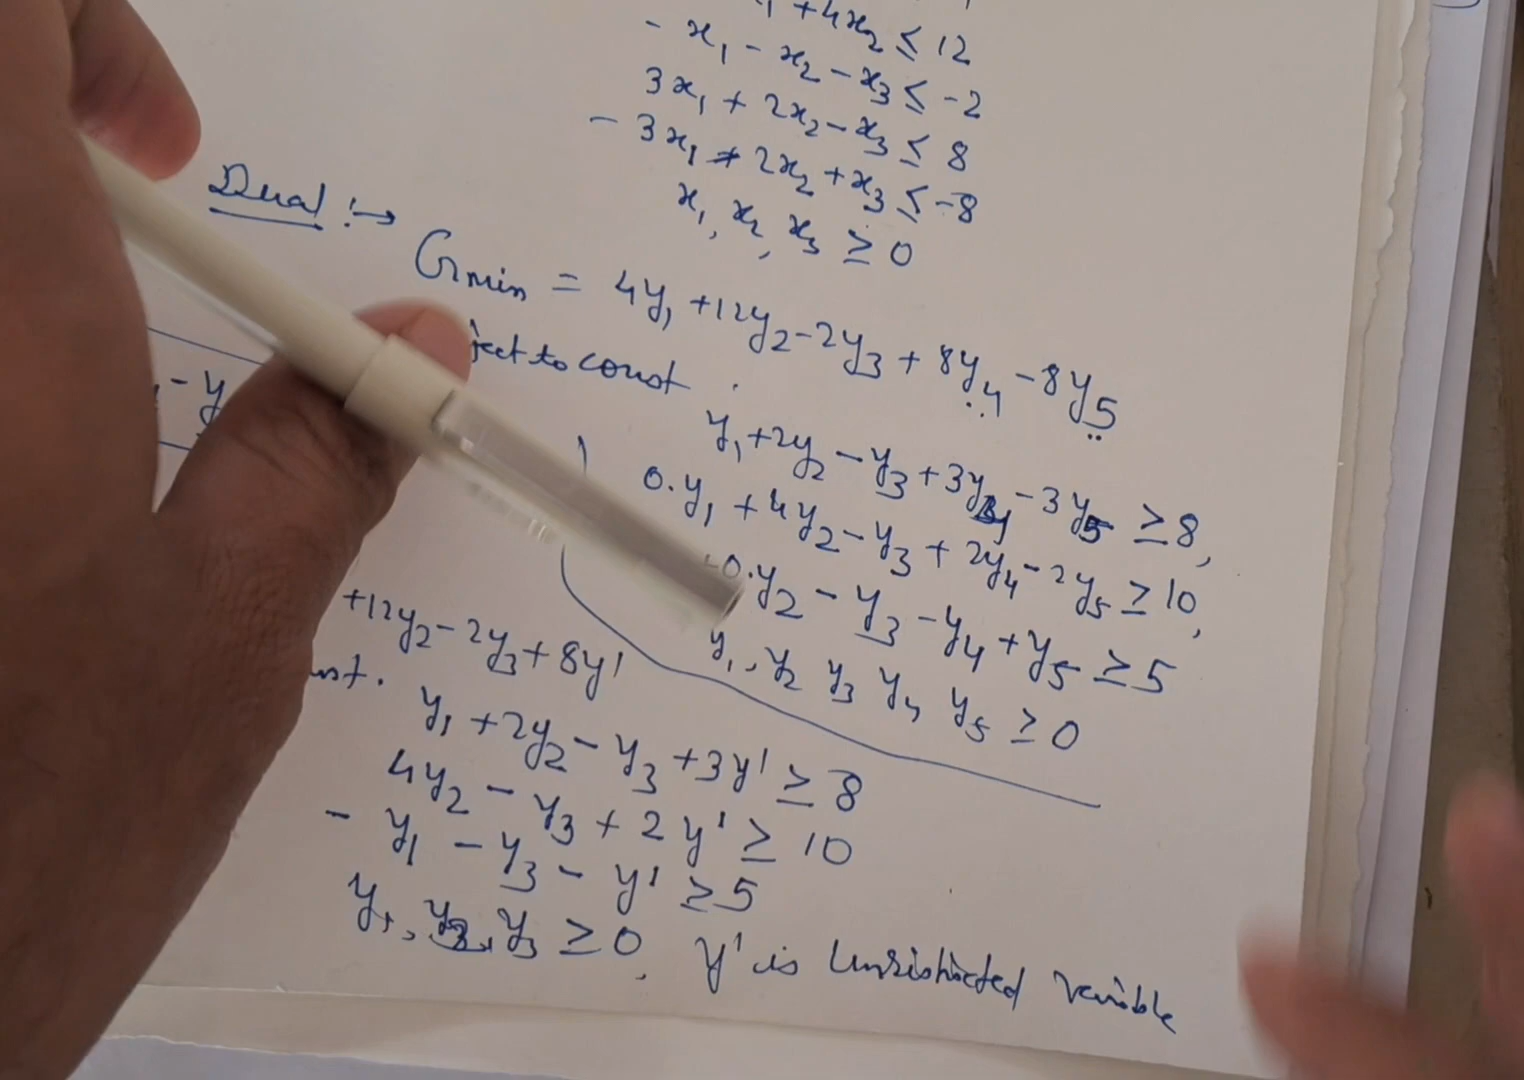 +4x₂ ≤ 12
- x₁ - x₂ - x₃ ≤ -2
3x₁ + 2x₂ - x₃ ≤ 8
- 3x₁ + 2x₂ + x₃ ≤ -8
x₁, x₂, x₃ ≥ 0
Dual :→
Gmin = 4y₁ + 12y₂ - 2y₃ + 8y₄ - 8y₅
ject to const.
y₁ + 2y₂ - y₃ + 3y₄ - 3y₅ ≥ 8,
0.y₁ + 4y₂ - y₃ + 2y₄ - 2y₅ ≥ 10,
0.y₂ - y₃ - y₄ + y₅ ≥ 5
y₁, y₂ y₃ y₄ y₅ ≥ 0
- y
+12y₂ - 2y₃ + 8y'
st.
y₁ + 2y₂ - y₃ + 3y' ≥ 8
4y₂ - y₃ + 2y' ≥ 10
- y₁ - y₃ - y' ≥ 5
y₁, y₂, y₃ ≥ 0, y' is Unristricted variable